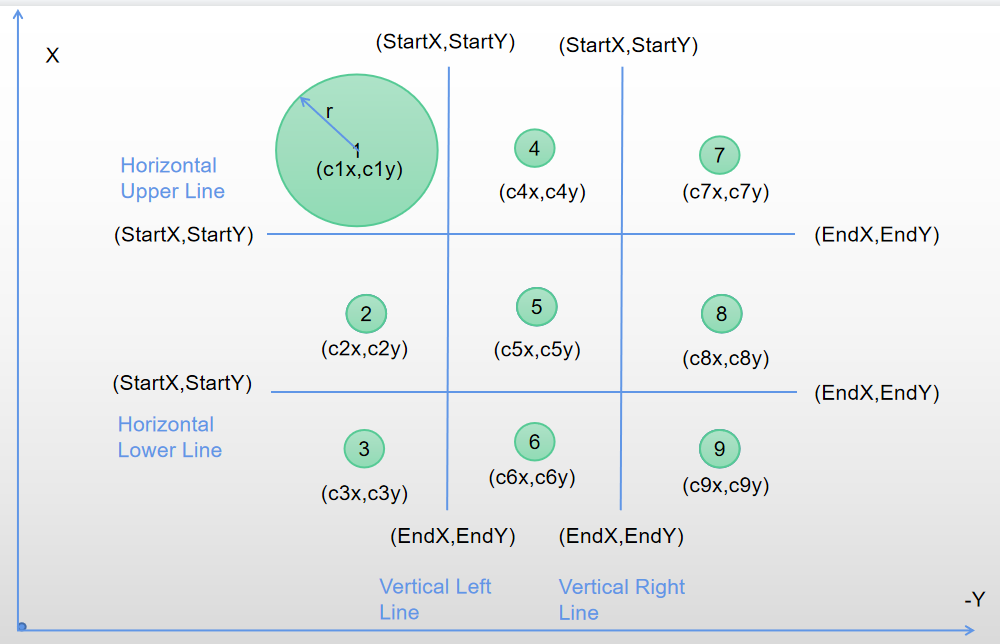 (StartX,StartY)
(StartX,StartY)
X
r
1
(c1x,c1y)
4
(c4x,c4y)
7
(c7x,c7y)
Horizontal
Upper Line
(StartX,StartY)
(EndX,EndY)
2
(c2x,c2y)
5
(c5x,c5y)
8
(c8x,c8y)
(StartX,StartY)
(EndX,EndY)
Horizontal
Lower Line
3
(c3x,c3y)
6
(c6x,c6y)
9
(c9x,c9y)
(EndX,EndY)
(EndX,EndY)
Vertical Left
Line
Vertical Right
Line
-Y